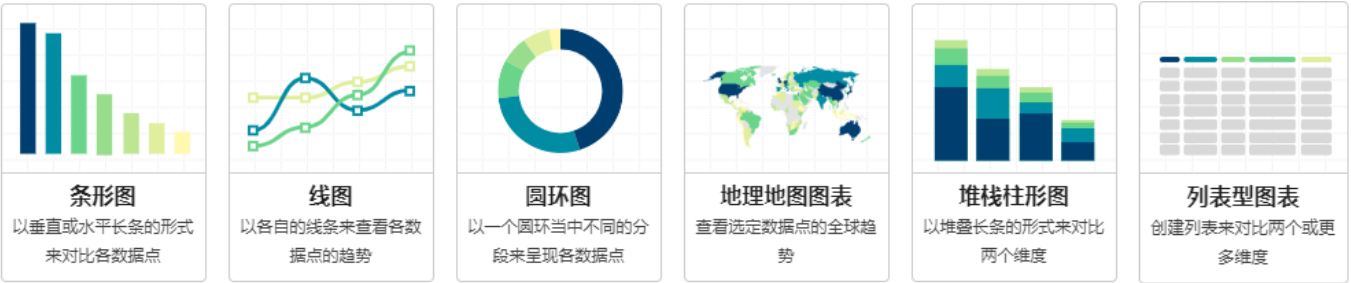 条形图
以垂直或水平长条的形式
来对比各数据点
线图
以各自的线条来查看各数
据点的趋势
圆环图
以一个圆环当中不同的分
段来呈现各数据点
地理地图图表
查看选定数据点的全球趋
势
堆栈柱形图
以堆叠长条的形式来对比
两个维度
列表型图表
创建列表来对比两个或更
多维度